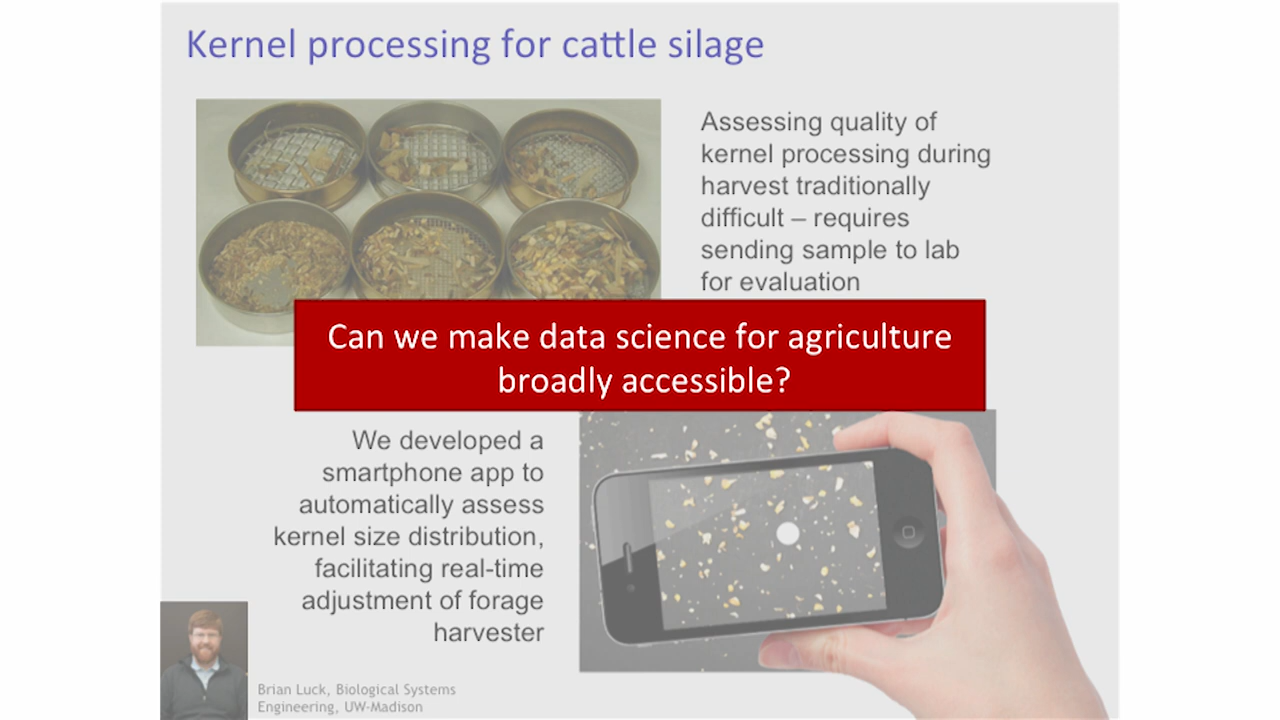 Kernel processing for cattle silage
Assessing quality of
kernel processing during
harvest traditionally
difficult – requires
sending sample to lab
for evaluation
Can we make data science for agriculture
broadly accessible?
We developed a
smartphone app to
automatically assess
kernel size distribution,
facilitating real-time
adjustment of forage
harvester
Brian Luck, Biological Systems
Engineering, UW-Madison